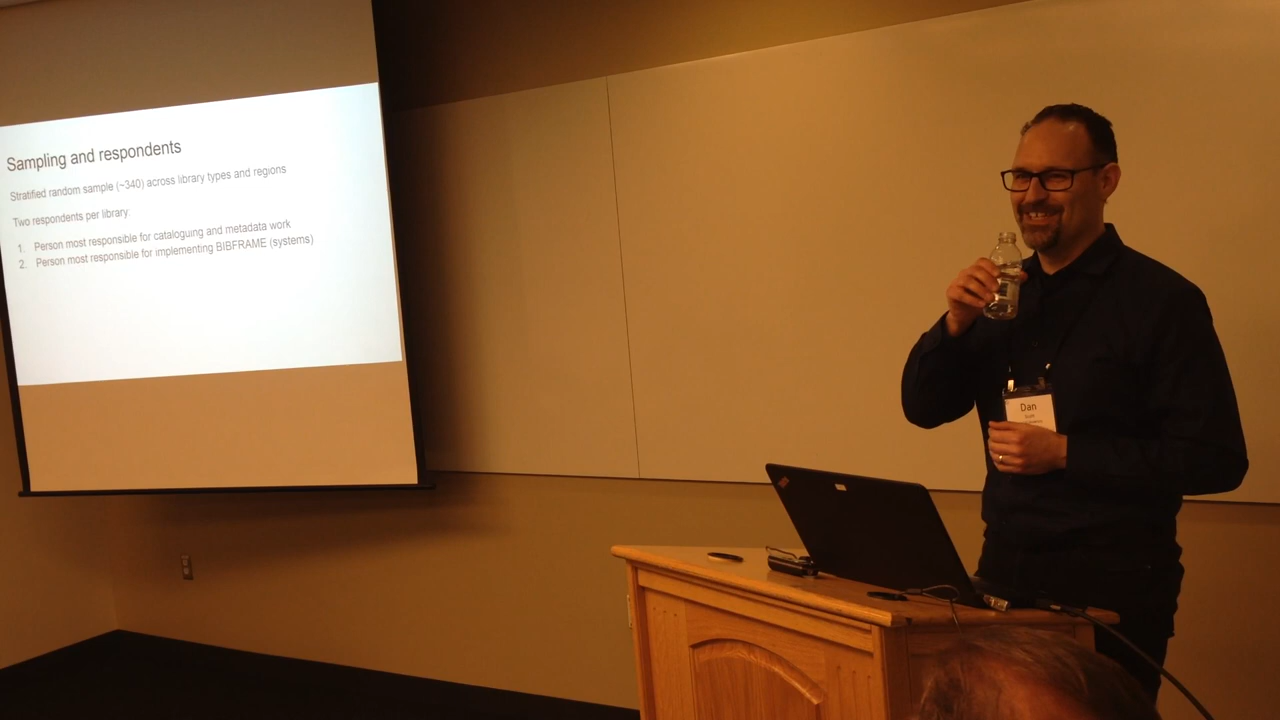 Sampling and respondents
Stratified random sample (~340) across library types and regions
Two respondents per library:
1. Person most responsible for cataloguing and metadata work
2. Person most responsible for implementing BIBFRAME (systems)
Dan
Scott